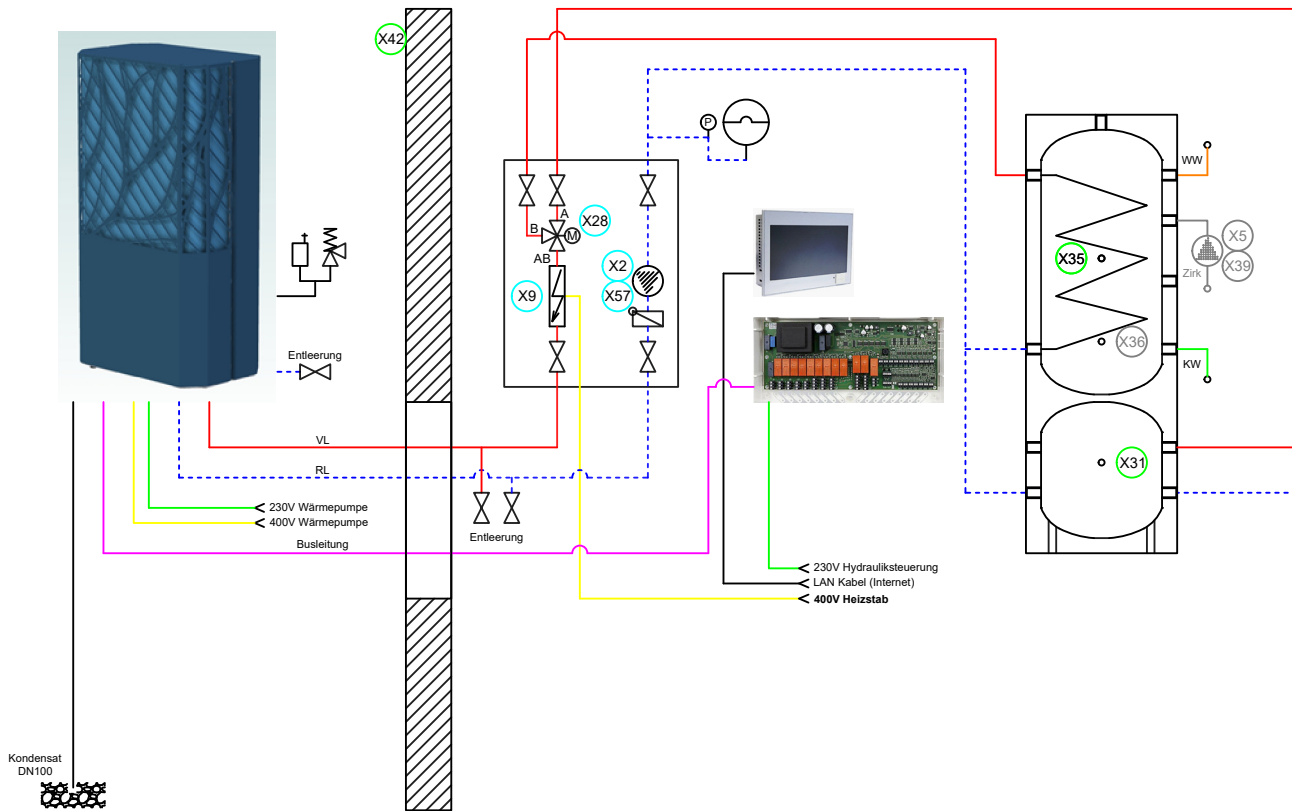 X42
P
WW
A
B
X28
M
X5
AB
X35
X39
X2
Zirk
X9
X57
X36
Entleerung
KW
VL
X31
RL
230V Wärmepumpe
400V Wärmepumpe
Entleerung
Busleitung
230V Hydrauliksteuerung
LAN Kabel (Internet)
400V Heizstab
Kondensat
DN100